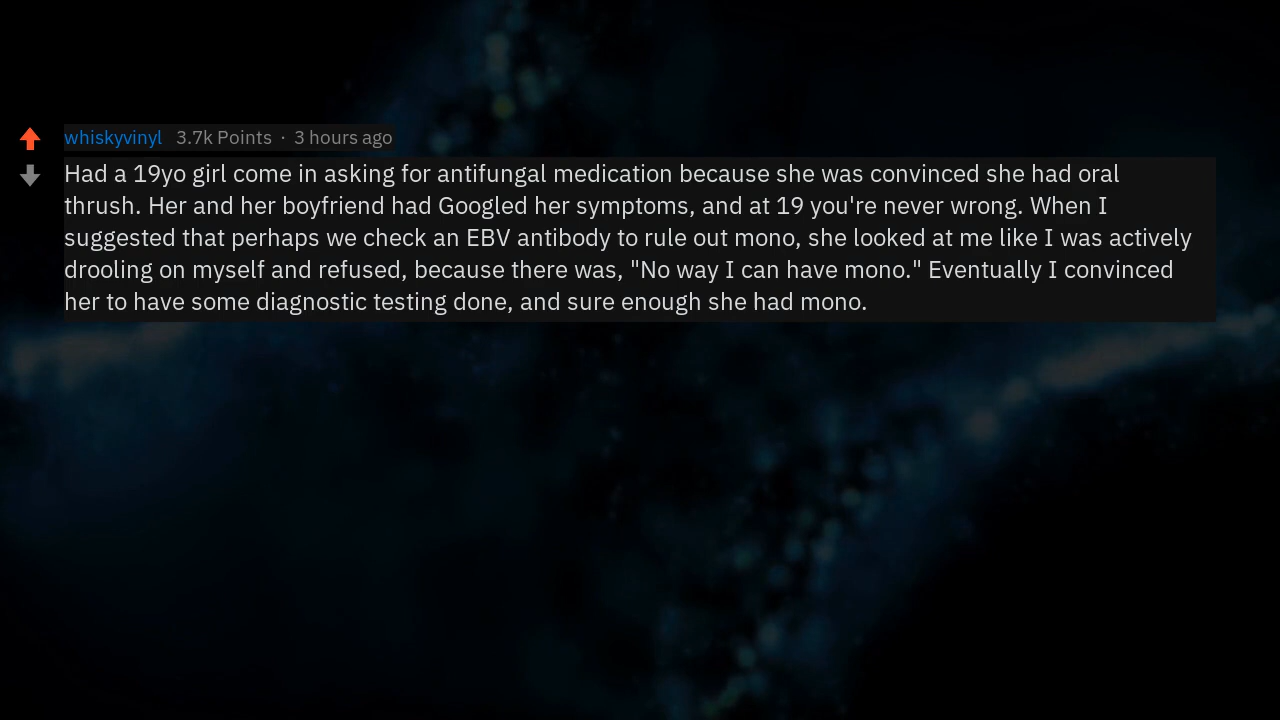 whiskyvinyl 3.7k Points · 3 hours ago
Had a 19yo girl come in asking for antifungal medication because she was convinced she had oral
thrush. Her and her boyfriend had Googled her symptoms, and at 19 you're never wrong. When I
suggested that perhaps we check an EBV antibody to rule out mono, she looked at me like I was actively
drooling on myself and refused, because there was, "No way I can have mono." Eventually I convinced
her to have some diagnostic testing done, and sure enough she had mono.